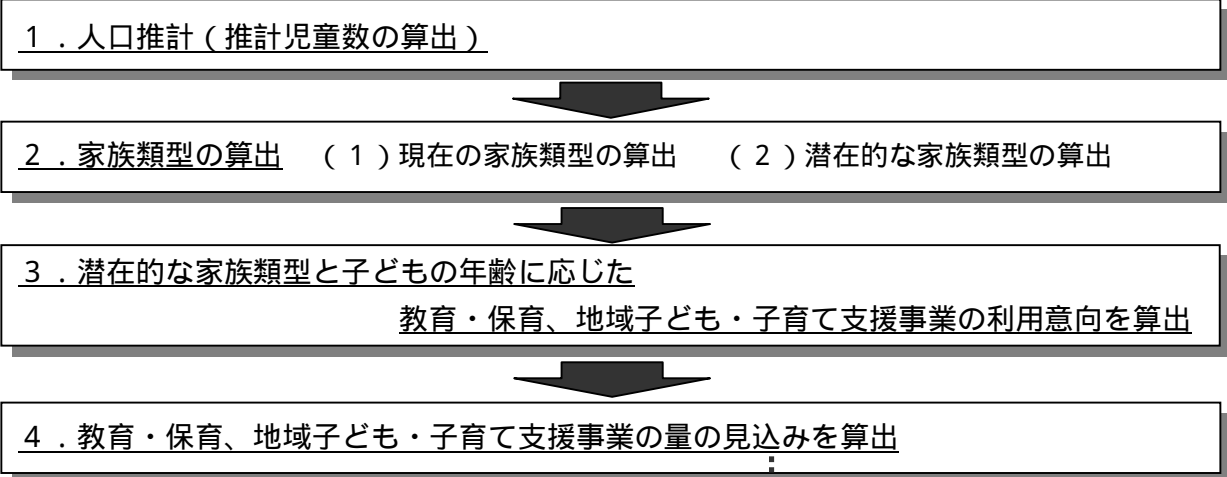 １．人口推計（推計児童数の算出）
２．家族類型の算出　（１）現在の家族類型の算出　（２）潜在的な家族類型の算出
３．潜在的な家族類型と子どもの年齢に応じた
教育・保育、地域子ども・子育て支援事業の利用意向を算出
４．教育・保育、地域子ども・子育て支援事業の量の見込みを算出